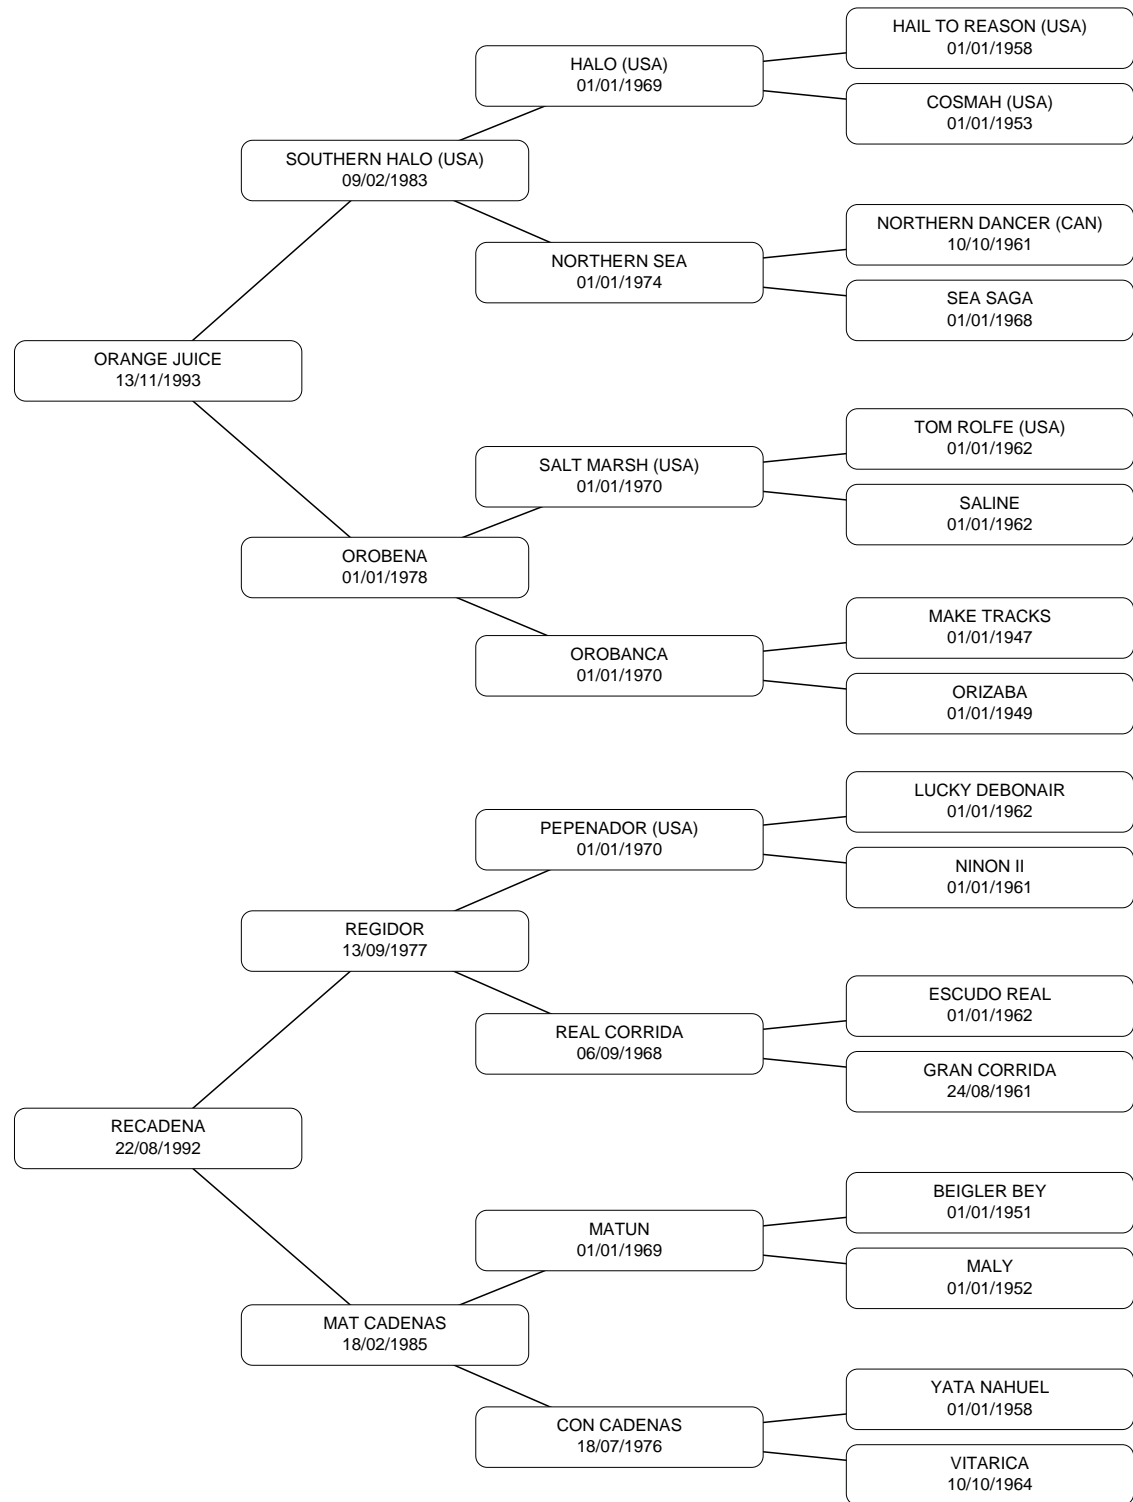 HAIL TO REASON (USA)
01/01/1958
HALO (USA)
01/01/1969
COSMAH (USA)
01/01/1953
SOUTHERN HALO (USA)
09/02/1983
NORTHERN DANCER (CAN)
10/10/1961
NORTHERN SEA
01/01/1974
SEA SAGA
01/01/1968
ORANGE JUICE
13/11/1993
TOM ROLFE (USA)
01/01/1962
SALT MARSH (USA)
01/01/1970
SALINE
01/01/1962
OROBENA
01/01/1978
MAKE TRACKS
01/01/1947
OROBANCA
01/01/1970
ORIZABA
01/01/1949
LUCKY DEBONAIR
01/01/1962
PEPENADOR (USA)
01/01/1970
NINON II
01/01/1961
REGIDOR
13/09/1977
ESCUDO REAL
01/01/1962
REAL CORRIDA
06/09/1968
GRAN CORRIDA
24/08/1961
RECADENA
22/08/1992
BEIGLER BEY
01/01/1951
MATUN
01/01/1969
MALY
01/01/1952
MAT CADENAS
18/02/1985
YATA NAHUEL
01/01/1958
CON CADENAS
18/07/1976
VITARICA
10/10/1964